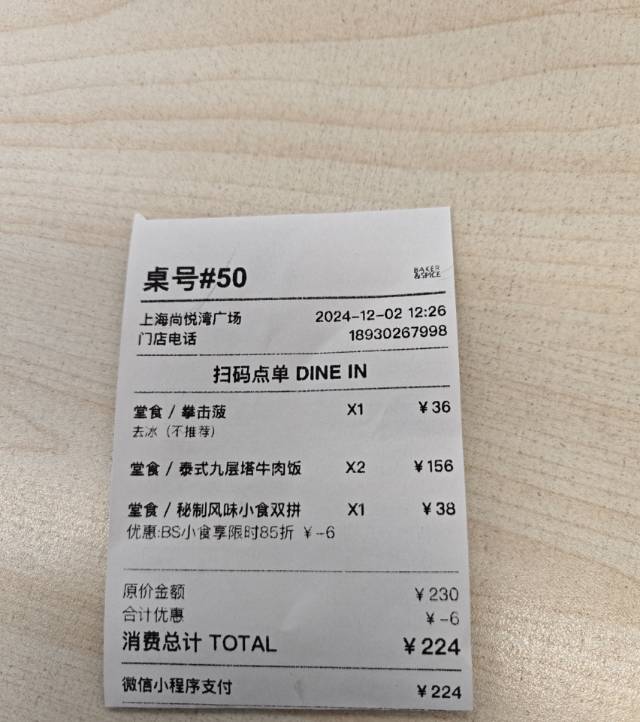 桌号#50
BAKER
&SPICE
上海尚悦湾广场 2024-12-02 12:26
门店电话 18930267998
扫码点单 DINE IN
堂食 / 拳击菠 X1 ¥36
去冰（不推荐）
堂食 / 泰式九层塔牛肉饭 X2 ¥156
堂食 / 秘制风味小食双拼 X1 ¥38
优惠:BS小食享限时85折 ¥-6
原价金额 ¥230
合计优惠 ¥-6
消费总计 TOTAL ¥224
微信小程序支付 ¥224